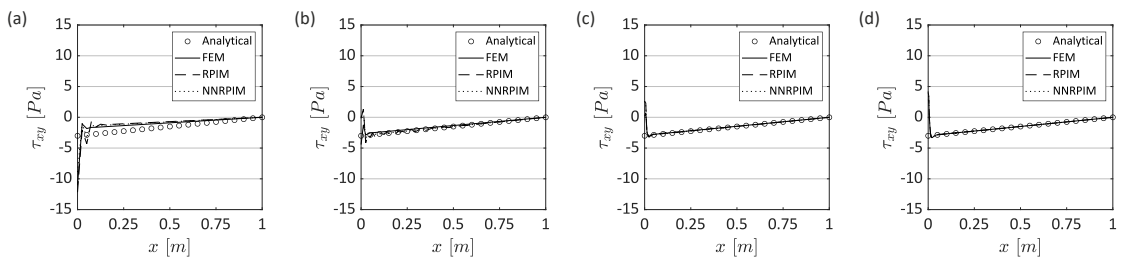 (a)
15
10
5
0
-5
-10
-15
τxy [Pa]
0 0.25 0.5 0.75 1
x [m]
Analytical
FEM
RPIM
NNRPIM
(b)
15
10
5
0
-5
-10
-15
τxy [Pa]
0 0.25 0.5 0.75 1
x [m]
Analytical
FEM
RPIM
NNRPIM
(c)
15
10
5
0
-5
-10
-15
τxy [Pa]
0 0.25 0.5 0.75 1
x [m]
Analytical
FEM
RPIM
NNRPIM
(d)
15
10
5
0
-5
-10
-15
τxy [Pa]
0 0.25 0.5 0.75 1
x [m]
Analytical
FEM
RPIM
NNRPIM